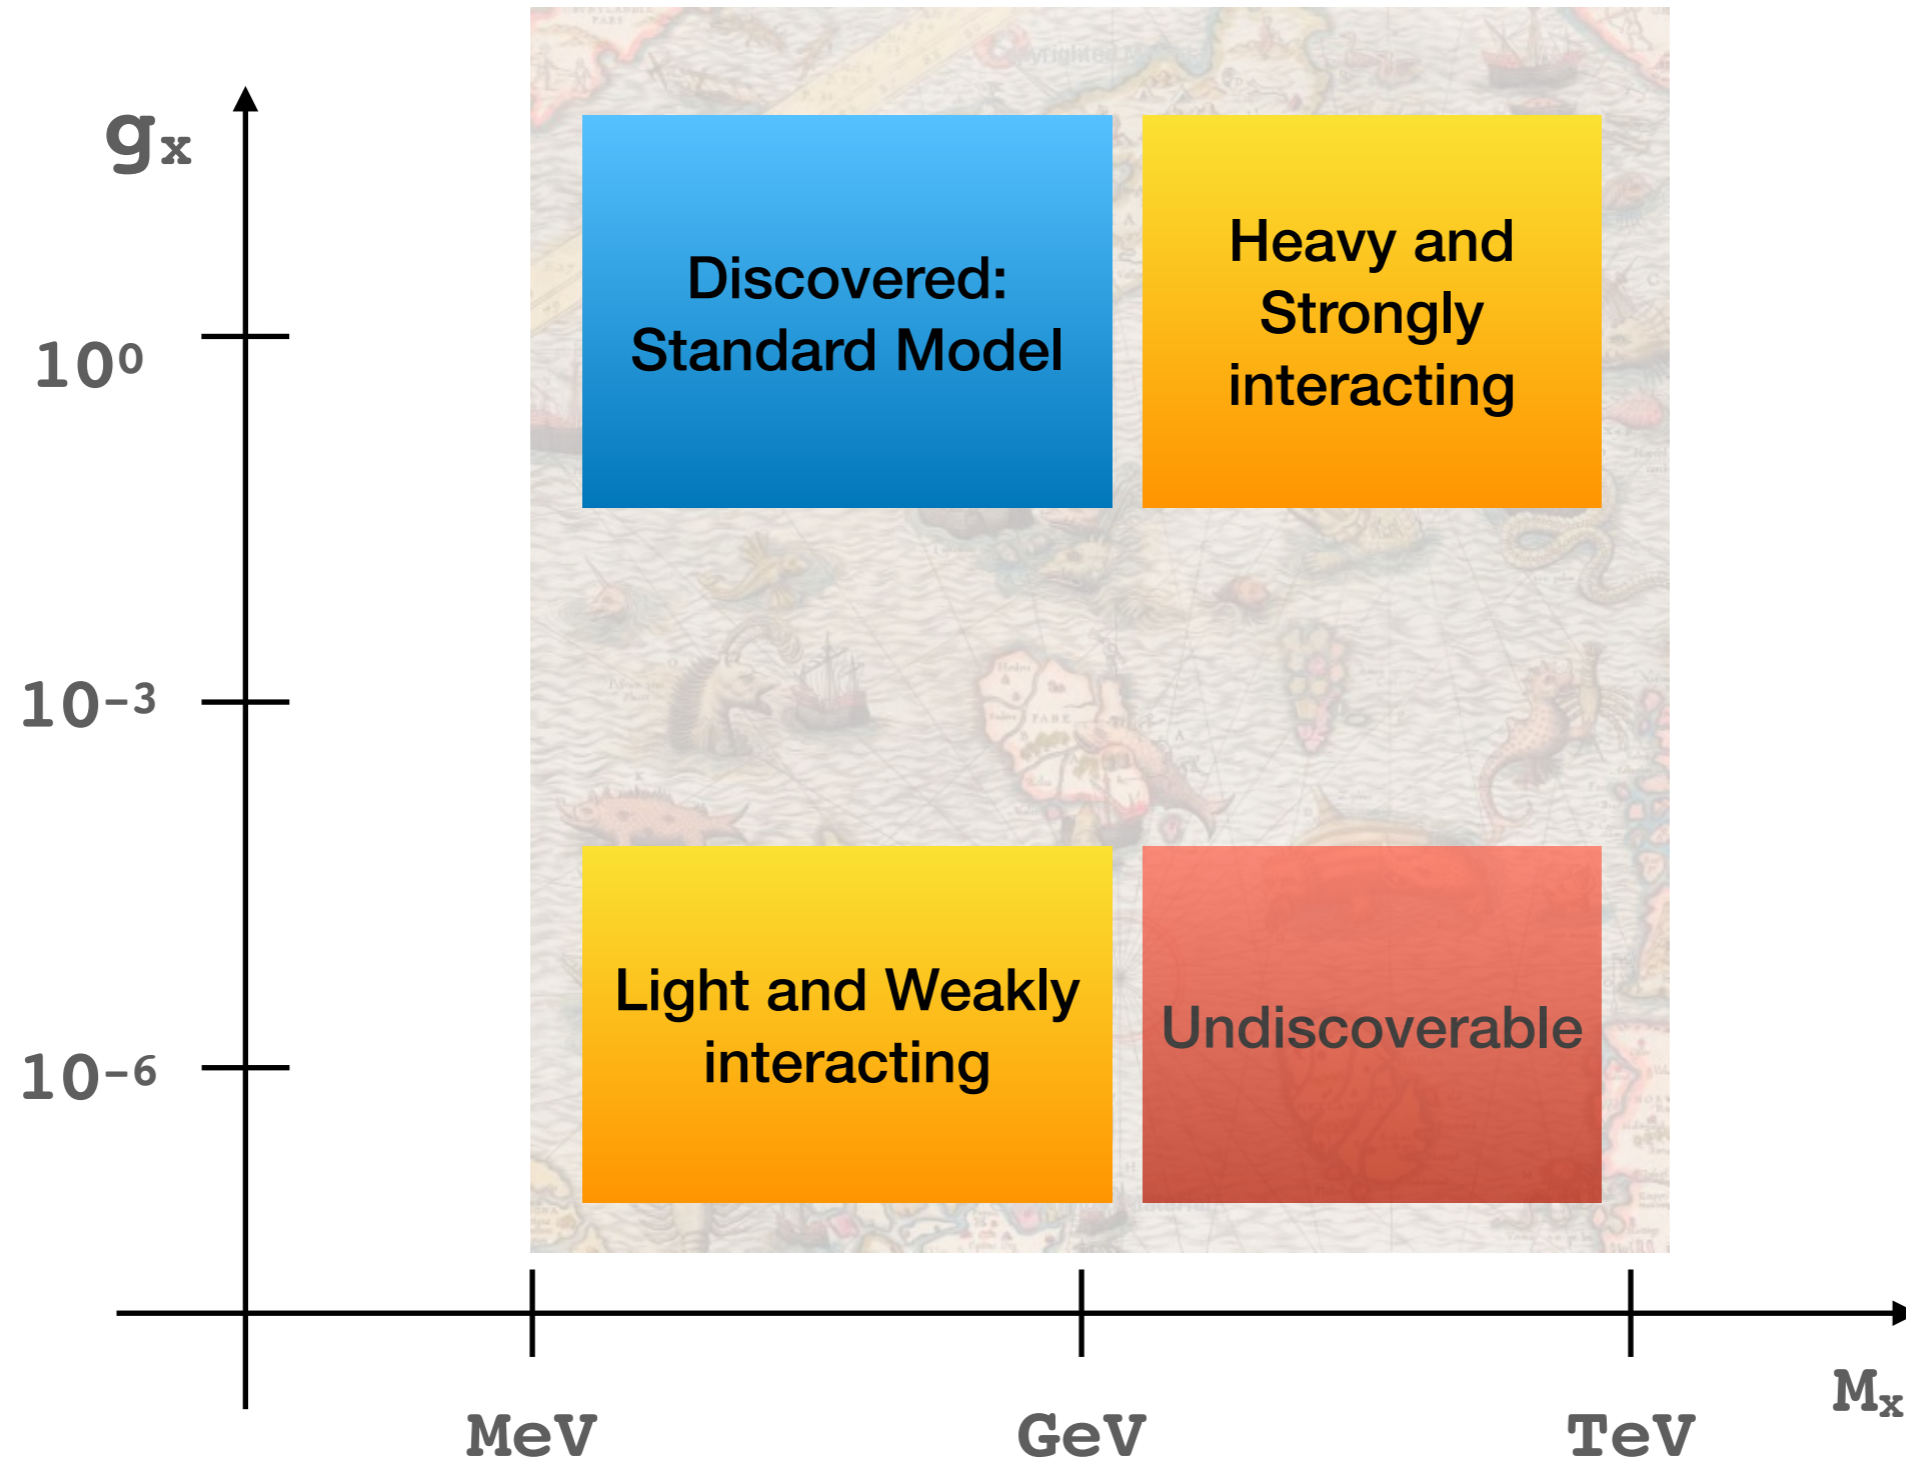 gx
Discovered:
Standard Model
Heavy and
Strongly
interacting
10⁰
10⁻³
Light and Weakly
interacting
Undiscoverable
10⁻⁶
MeV
GeV
TeV
Mx